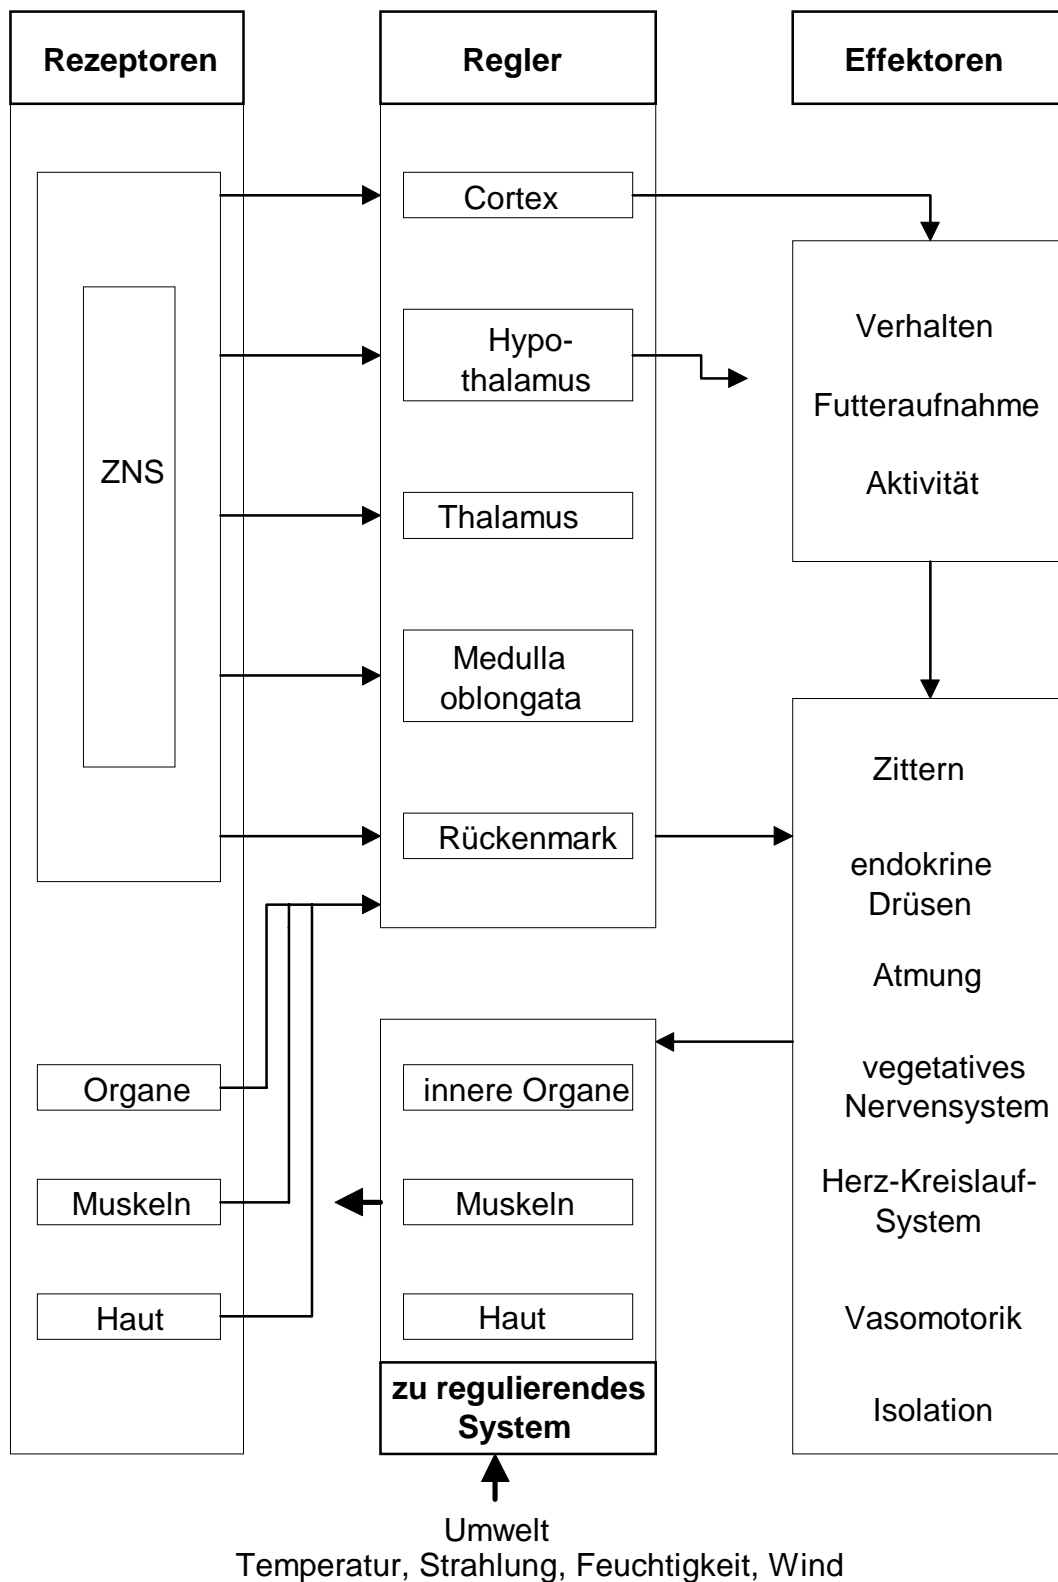 Rezeptoren
Regler
Effektoren
ZNS
Organe
Muskeln
Haut
Cortex
Hypo-
thalamus
Thalamus
Medulla
oblongata
Rückenmark
innere Organe
Muskeln
Haut
zu regulierendes
System
Verhalten
Futteraufnahme
Aktivität
Zittern
endokrine
Drüsen
Atmung
vegetatives
Nervensystem
Herz-Kreislauf-
System
Vasomotorik
Isolation
Umwelt
Temperatur, Strahlung, Feuchtigkeit, Wind